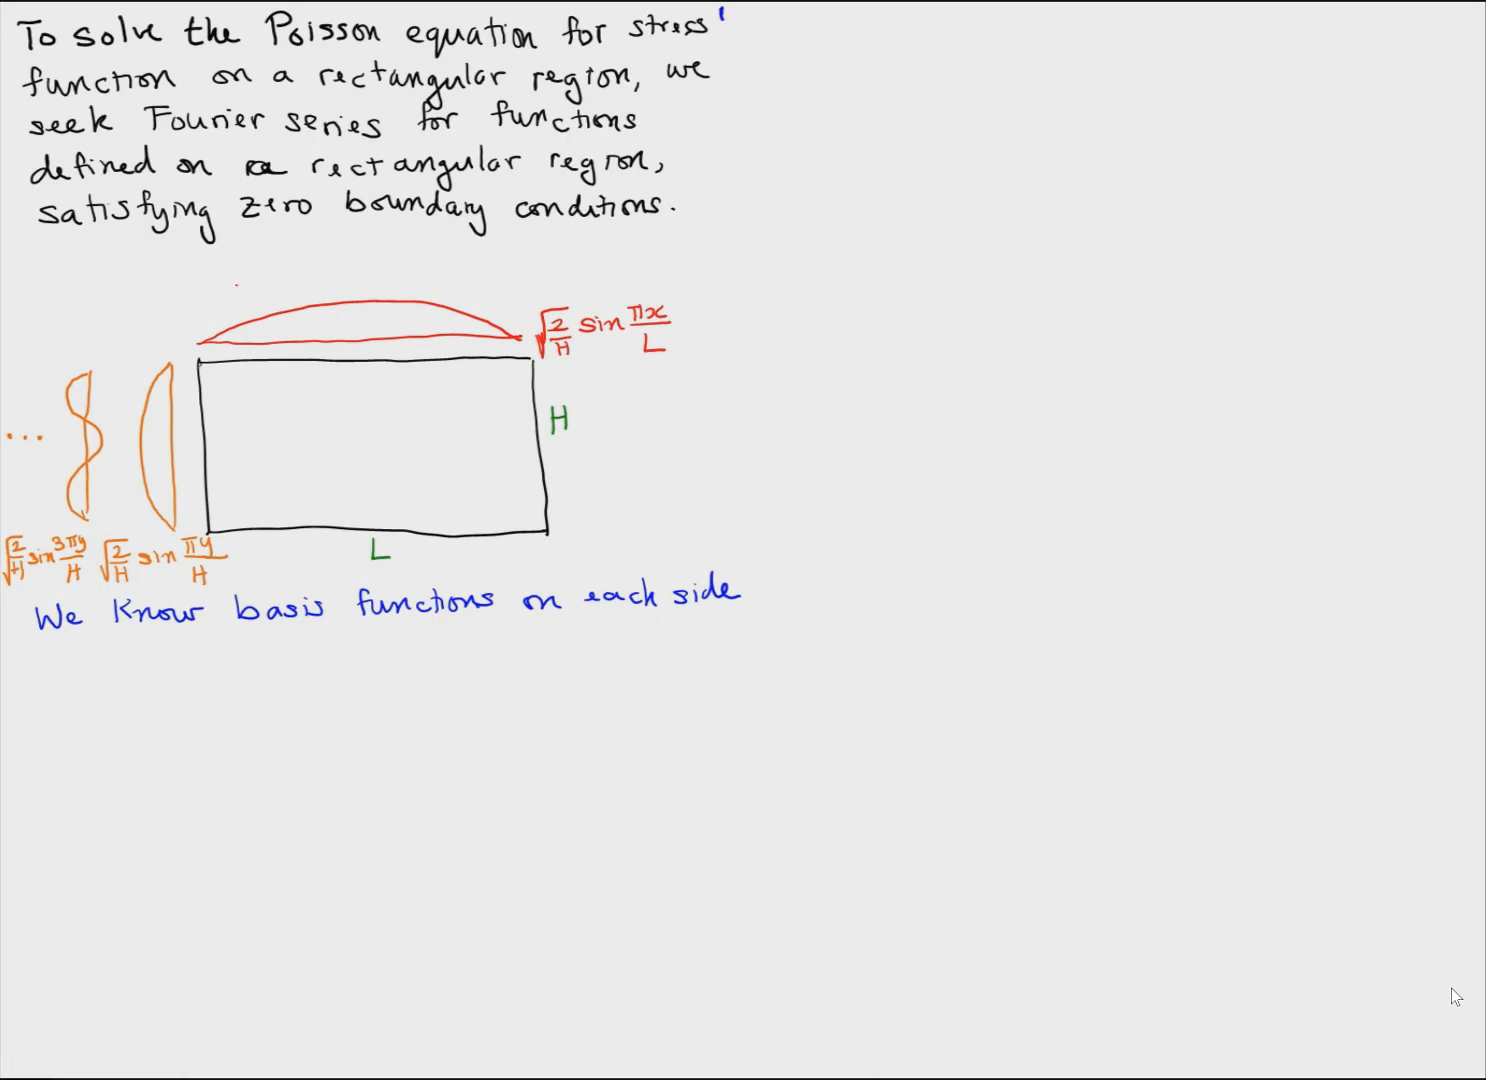 To solve the Poisson equation for stress
function on a rectangular region, we
seek Fourier series for functions
defined on a rectangular region,
satisfying zero boundary conditions.
√(2/H) sin πx/L
H
...
√(2/H) sin 3πy/H √(2/H) sin πy/H
L
We know basis functions on each side